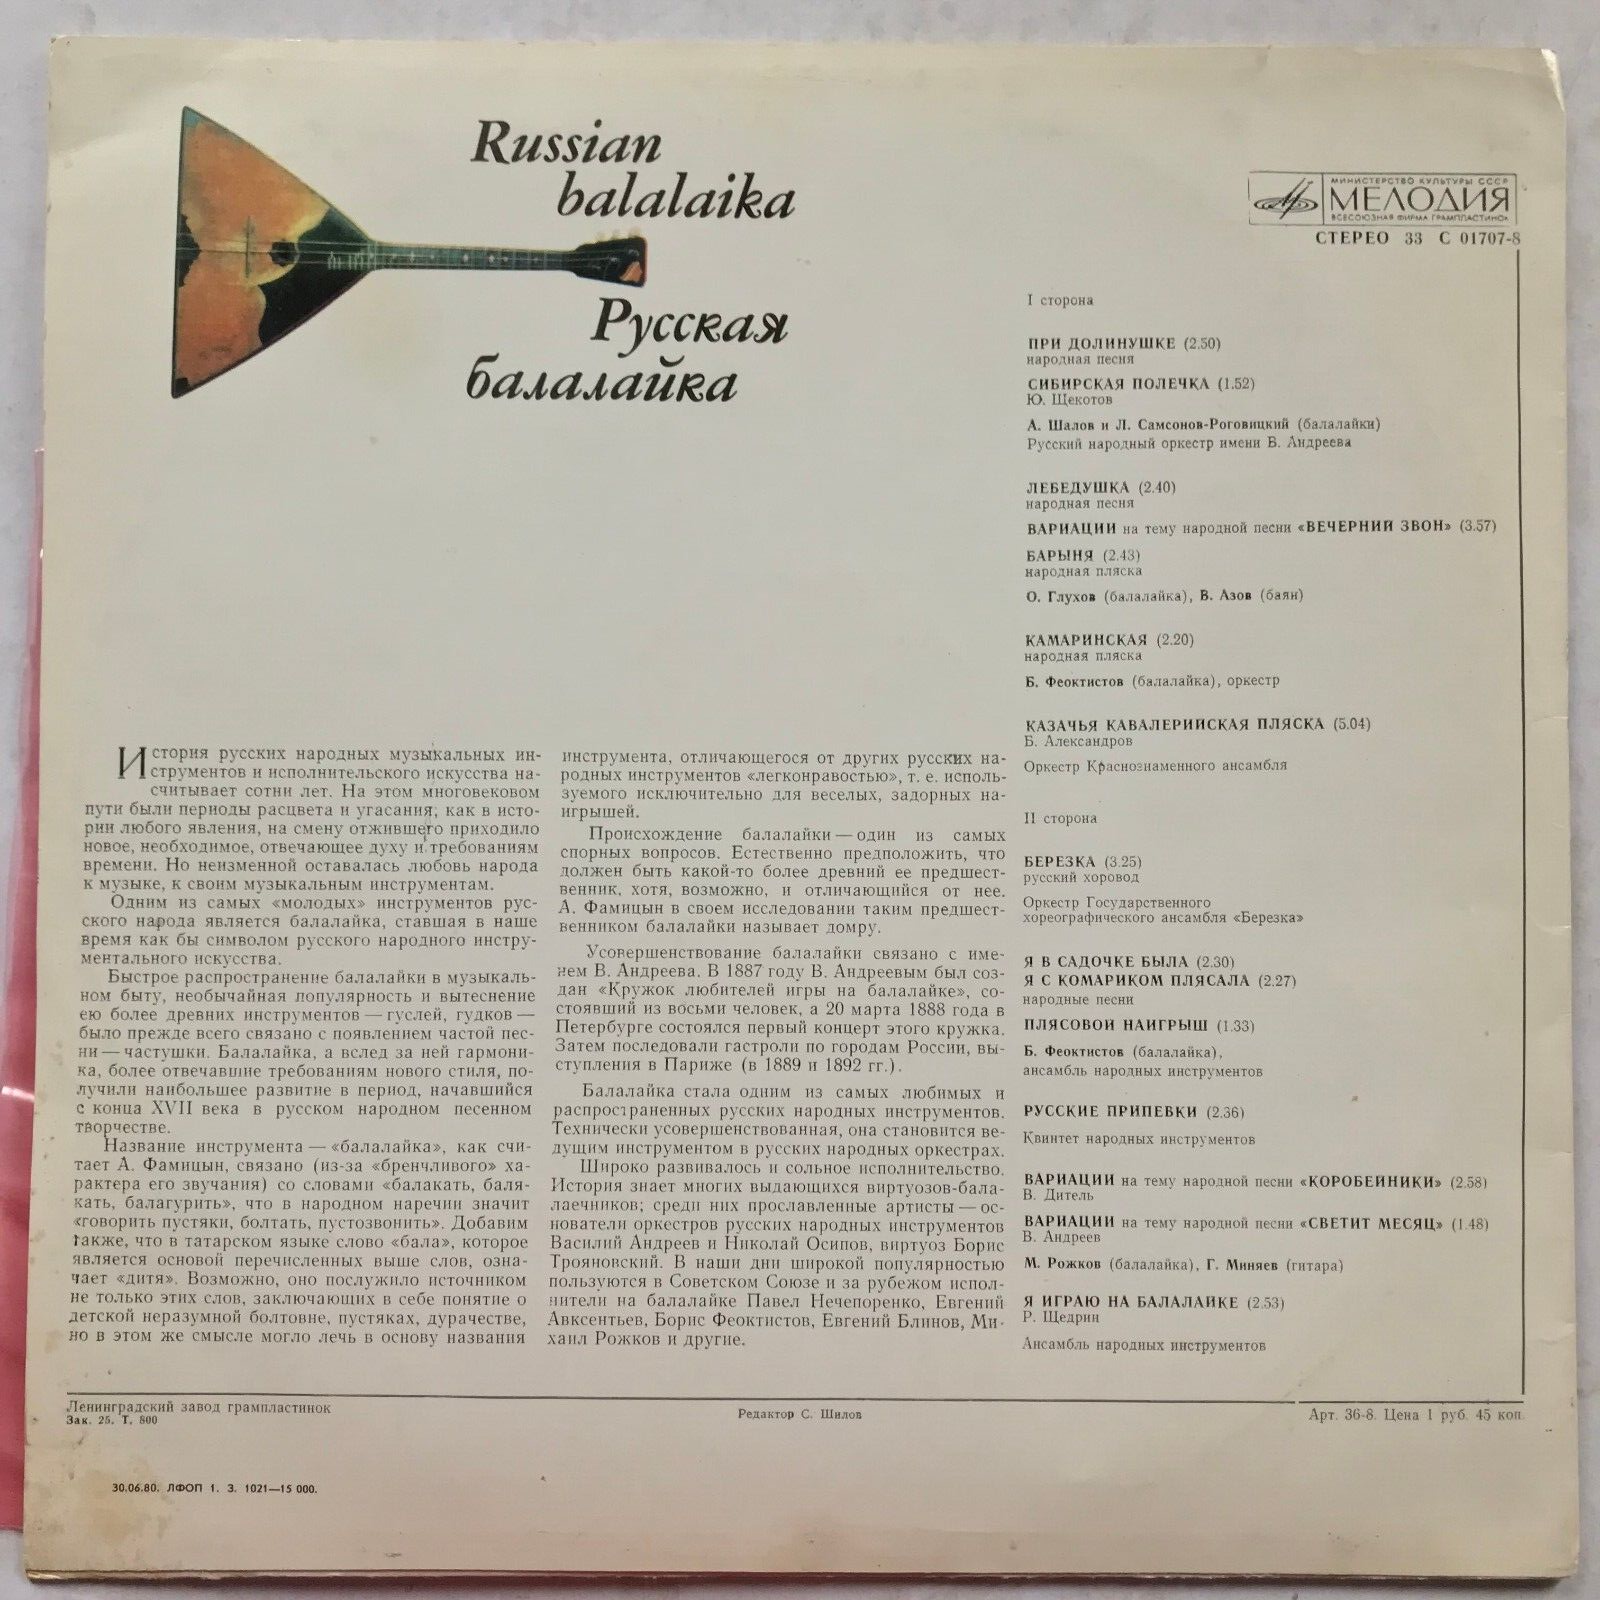 Russian
balalaika
Русская
балалайка
МИНИСТЕРСТВО КУЛЬТУРЫ СССР
МЕЛОДИЯ
ВСЕСОЮЗНАЯ ФИРМА ГРАМПЛАСТИНОК
СТЕРЕО 33 С 01707-8
История русских народных музыкальных ин-
струментов и исполнительского искусства на-
считывает сотни лет. На этом многовековом
пути были периоды расцвета и угасания, как в исто-
рии любого явления, на смену отжившего приходило
новое, необходимое, отвечающее духу и требованиям
времени. Но неизменной оставалась любовь народа
к музыке, к своим музыкальным инструментам.
Одним из самых «молодых» инструментов рус-
ского народа является балалайка, ставшая в наше
время как бы символом русского народного инстру-
ментального искусства.
Быстрое распространение балалайки в музыкаль-
ном быту, необычайная популярность и вытеснение
ею более древних инструментов — гуслей, гудков —
было прежде всего связано с появлением частой пес-
ни — частушки. Балалайка, а вслед за ней гармони-
ка, более отвечавшие требованиям нового стиля, по-
лучили наибольшее развитие в период, начавшийся
с конца XVII века в русском народном песенном
творчестве.
Название инструмента — «балалайка», как счи-
тает А. Фамицын, связано (из-за «бренчливого» ха-
рактера его звучания) со словами «балакать, баля-
кать, балагурить», что в народном наречии значит
«говорить пустяки, болтать, пустозвонить». Добавим
также, что в татарском языке слово «бала», которое
является основой перечисленных выше слов, озна-
чает «дитя». Возможно, оно послужило источником
не только этих слов, заключающих в себе понятие о
детской неразумной болтовне, пустяках, дурачестве,
но в этом же смысле могло лечь в основу названия
инструмента, отличающегося от других русских на-
родных инструментов «легконравостью», т. е. исполь-
зуемого исключительно для веселых, задорных на-
игрышей.
Происхождение балалайки — один из самых
спорных вопросов. Естественно предположить, что
должен быть какой-то более древний ее предшест-
венник, хотя, возможно, и отличающийся от нее.
А. Фамицын в своем исследовании таким предшест-
венником балалайки называет домру.
Усовершенствование балалайки связано с име-
нем В. Андреева. В 1887 году В. Андреевым был соз-
дан «Кружок любителей игры на балалайке», со-
стоявший из восьми человек, а 20 марта 1888 года в
Петербурге состоялся первый концерт этого кружка.
Затем последовали гастроли по городам России, вы-
ступления в Париже (в 1889 и 1892 гг.).
Балалайка стала одним из самых любимых и
распространенных русских народных инструментов.
Технически усовершенствованная, она становится ве-
дущим инструментом в русских народных оркестрах.
Широко развивалось и сольное исполнительство.
История знает многих выдающихся виртуозов-бала-
лаечников; среди них прославленные артисты — ос-
нователи оркестров русских народных инструментов
Василий Андреев и Николай Осипов, виртуоз Борис
Трояновский. В наши дни широкой популярностью
пользуются в Советском Союзе и за рубежом испол-
нители на балалайке Павел Нечепоренко, Евгений
Авксентьев, Борис Феоктистов, Евгений Блинов, Ми-
хаил Рожков и другие.
I сторона
ПРИ ДОЛИНУШКЕ (2.50)
народная песня
СИБИРСКАЯ ПОЛЕЧКА (1.52)
Ю. Щекотов
А. Шалов и Л. Самсонов-Роговицкий (балалайки)
Русский народный оркестр имени В. Андреева
ЛЕБЕДУШКА (2.40)
народная песня
ВАРИАЦИИ на тему народной песни «ВЕЧЕРНИЙ ЗВОН» (3.57)
БАРЫНЯ (2.43)
народная пляска
О. Глухов (балалайка), В. Азов (баян)
КАМАРИНСКАЯ (2.20)
народная пляска
Б. Феоктистов (балалайка), оркестр
КАЗАЧЬЯ КАВАЛЕРИЙСКАЯ ПЛЯСКА (5.04)
Б. Александров
Оркестр Краснознаменного ансамбля
II сторона
БЕРЕЗКА (3.25)
русский хоровод
Оркестр Государственного
хореографического ансамбля «Березка»
Я В САДОЧКЕ БЫЛА (2.30)
Я С КОМАРИКОМ ПЛЯСАЛА (2.27)
народные песни
ПЛЯСОВОЙ НАИГРЫШ (1.33)
Б. Феоктистов (балалайка),
ансамбль народных инструментов
РУССКИЕ ПРИПЕВКИ (2.36)
Квинтет народных инструментов
ВАРИАЦИИ на тему народной песни «КОРОБЕЙНИКИ» (2.58)
В. Дитель
ВАРИАЦИИ на тему народной песни «СВЕТИТ МЕСЯЦ» (1.48)
В. Андреев
М. Рожков (балалайка), Г. Миняев (гитара)
Я ИГРАЮ НА БАЛАЛАЙКЕ (2.53)
Р. Щедрин
Ансамбль народных инструментов
Ленинградский завод грампластинок
Зак. 25. Т. 800
Редактор С. Шилов
Арт. 36-8. Цена 1 руб. 45 коп.
30.06.80. ЛФОП 1. З. 1021—15 000.